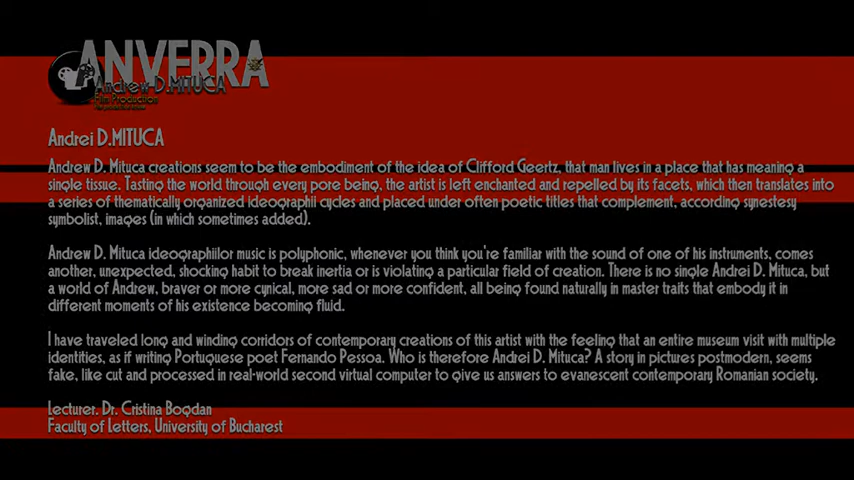 ANVERRA
Andrew D.MITUCA
Film Production
Andrei D.MITUCA
Andrew D. Mituca creations seem to be the embodiment of the idea of Clifford Geertz, that man lives in a place that has meaning a
single tissue. Tasting the world through every pore being, the artist is left enchanted and repelled by its facets, which then translates into
a series of thematically organized ideographii cycles and placed under often poetic titles that complement, according synestesy
symbolist, images (in which sometimes added).
Andrew D. Mituca ideographiilor music is polyphonic, whenever you think you're familiar with the sound of one of his instruments, comes
another, unexpected, shocking habit to break inertia or is violating a particular field of creation. There is no single Andrei D. Mituca, but
a world of Andrew, braver or more cynical, more sad or more confident, all being found naturally in master traits that embody it in
different moments of his existence becoming fluid.
I have traveled long and winding corridors of contemporary creations of this artist with the feeling that an entire museum visit with multiple
identities, as if writing Portuguese poet Fernando Pessoa. Who is therefore Andrei D. Mituca? A story in pictures postmodern, seems
fake, like cut and processed in real-world second virtual computer to give us answers to evanescent contemporary Romanian society.
Lecturer. Dr. Cristina Bogdan
Faculty of Letters, University of Bucharest